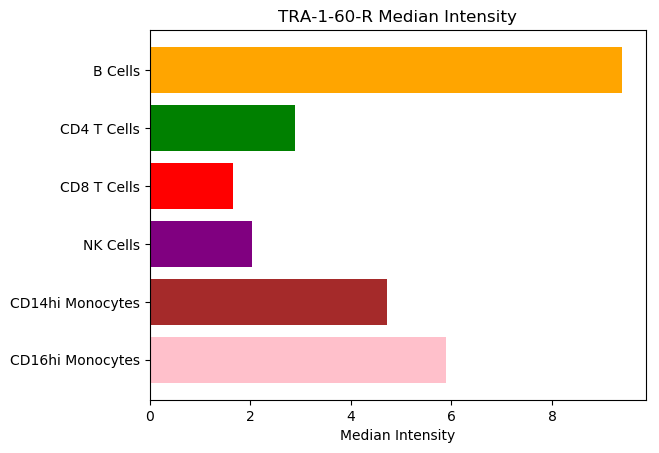 TRA-1-60-R Median Intensity
B Cells
CD4 T Cells
CD8 T Cells
NK Cells
CD14hi Monocytes
CD16hi Monocytes
0 2 4 6 8
Median Intensity